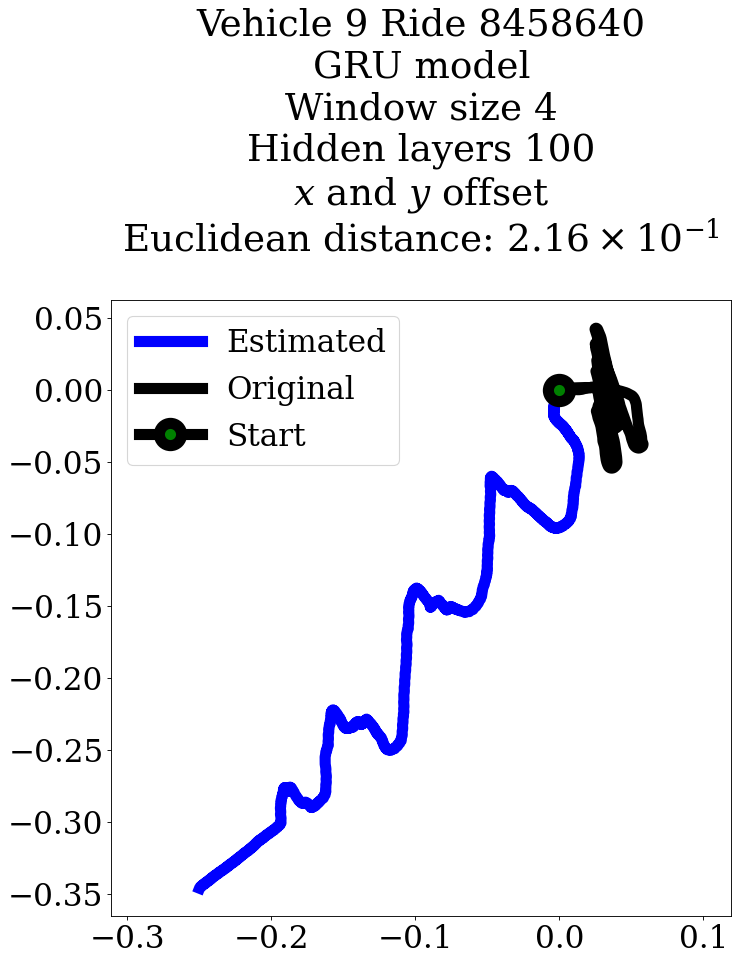 Vehicle 9 Ride 8458640
GRU model
Window size 4
Hidden layers 100
x and y offset
Euclidean distance: 2.16 × 10⁻¹
Estimated
Original
Start
0.05
0.00
−0.05
−0.10
−0.15
−0.20
−0.25
−0.30
−0.35
−0.3 −0.2 −0.1 0.0 0.1